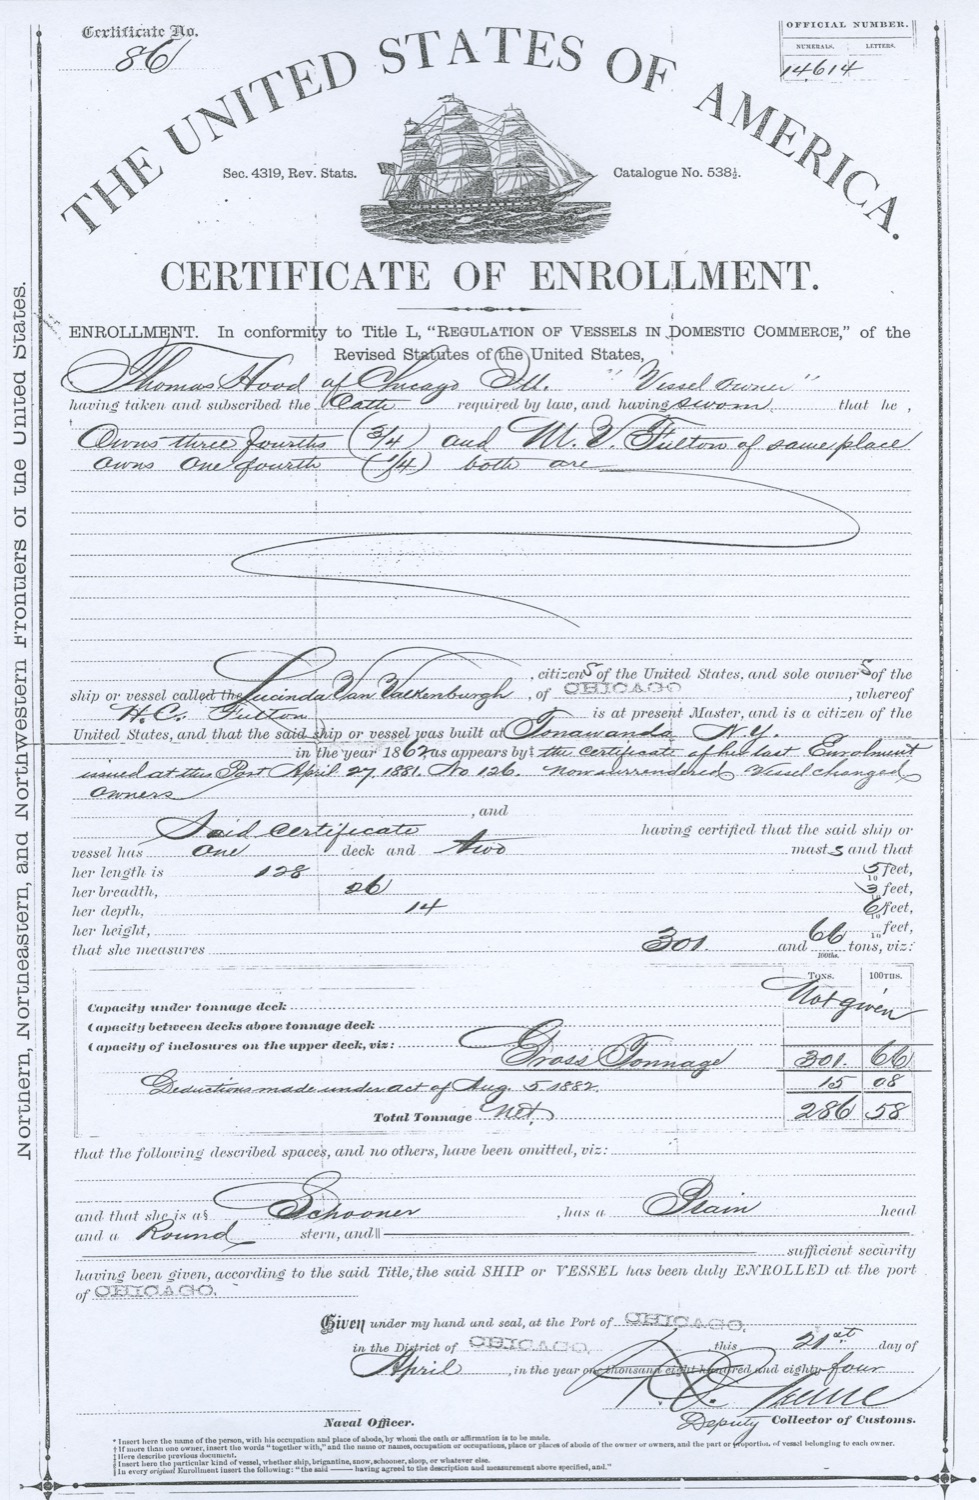 Certificate No.
86
OFFICIAL NUMBER.
NUMERALS. LETTERS.
14614
THE UNITED STATES OF AMERICA.
Sec. 4319, Rev. Stats.
Catalogue No. 538½.
CERTIFICATE OF ENROLLMENT.
Northern, Northeastern, and Northwestern Frontiers of the United States.
ENROLLMENT. In conformity to Title L, “REGULATION OF VESSELS IN DOMESTIC COMMERCE,” of the
Revised Statutes of the United States,
Thomas Hood of Chicago Ill. " Vessel owner "
having taken and subscribed the Oath required by law, and having sworn that he,
Owns three fourths (3/4) and M. V. Fulton of same place
owns One fourth (1/4) both are
, citizens of the United States, and sole owners of the
ship or vessel called the Lucinda Van Valkenburgh, of CHICAGO, whereof
H. C. Fulton is at present Master, and is a citizen of the
United States, and that the said ship or vessel was built at Tonawanda N.Y.
in the year 1862, as appears by‡ the certificate of her last Enrolment
issued at this Port April 27, 1881. No 126. now surrendered Vessel changed
owners
, and
Said certificate having certified that the said ship or
vessel has One deck and two masts and that
her length is 128 5/10 feet,
her breadth, 26 3/10 feet,
her depth, 14 6/10 feet,
her height, /10 feet,
that she measures 301. and 66/100ths. tons, viz:
TONS. 100THS.
Capacity under tonnage deck Not given
Capacity between decks above tonnage deck
Capacity of inclosures on the upper deck, viz:
Gross Tonnage 301. 66
Deductions made under act of Aug. 5, 1882. 15 08
Total Tonnage Net, 286 58
that the following described spaces, and no others, have been omitted, viz:
and that she is a§ Schooner, has a Plain head
and a Round stern, and‖
sufficient security
having been given, according to the said Title, the said SHIP or VESSEL has been duly ENROLLED at the port
of CHICAGO.
Given under my hand and seal, at the Port of CHICAGO.
in the District of CHICAGO, this 21st day of
April, in the year one thousand eight hundred and eighty four
Naval Officer.
Deputy Collector of Customs.
* Insert here the name of the person, with his occupation and place of abode, by whom the oath or affirmation is to be made.
† If more than one owner, insert the words “together with,” and the name or names, occupation or occupations, place or places of abode of the owner or owners, and the part or proportion, of vessel belonging to each owner.
‡ Here describe previous document.
§ Insert here the particular kind of vessel, whether ship, brigantine, snow, schooner, sloop, or whatever else.
‖ In every original Enrollment insert the following: “the said —— having agreed to the description and measurement above specified, and.”